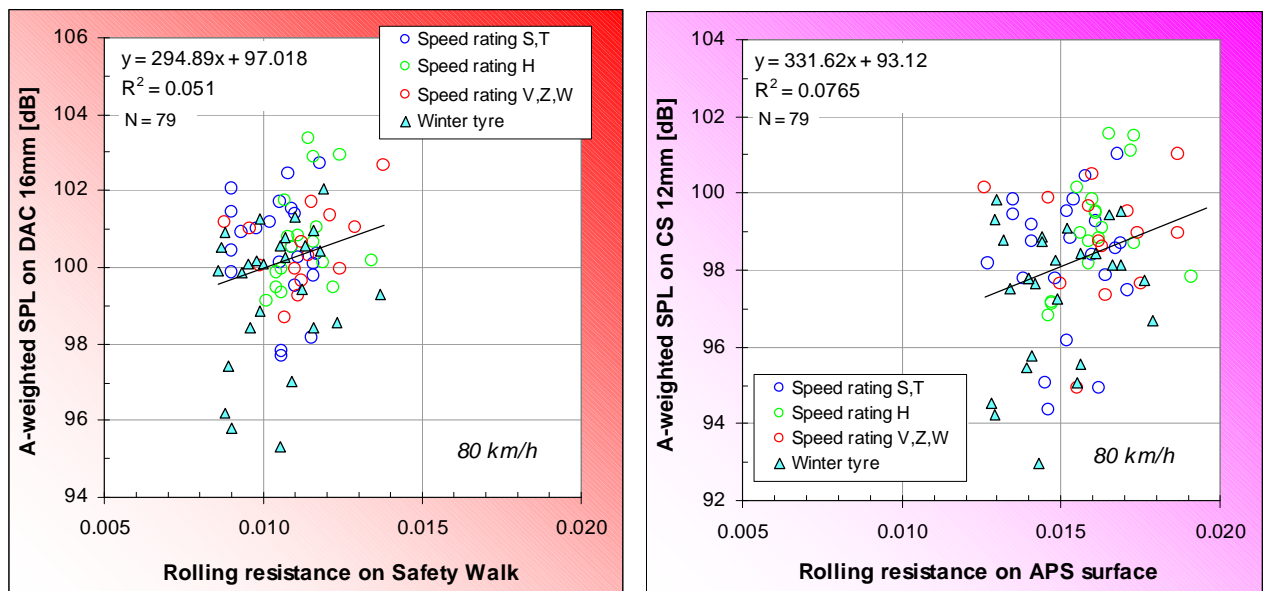 106
104
102
100
98
96
94
0.005
0.010
0.015
0.020
A-weighted SPL on DAC 16mm [dB]
Rolling resistance on Safety Walk
y = 294.89x + 97.018
R² = 0.051
N = 79
Speed rating S,T
Speed rating H
Speed rating V,Z,W
Winter tyre
80 km/h
104
102
100
98
96
94
92
0.005
0.010
0.015
0.020
A-weighted SPL on CS 12mm [dB]
Rolling resistance on APS surface
y = 331.62x + 93.12
R² = 0.0765
N = 79
Speed rating S,T
Speed rating H
Speed rating V,Z,W
Winter tyre
80 km/h